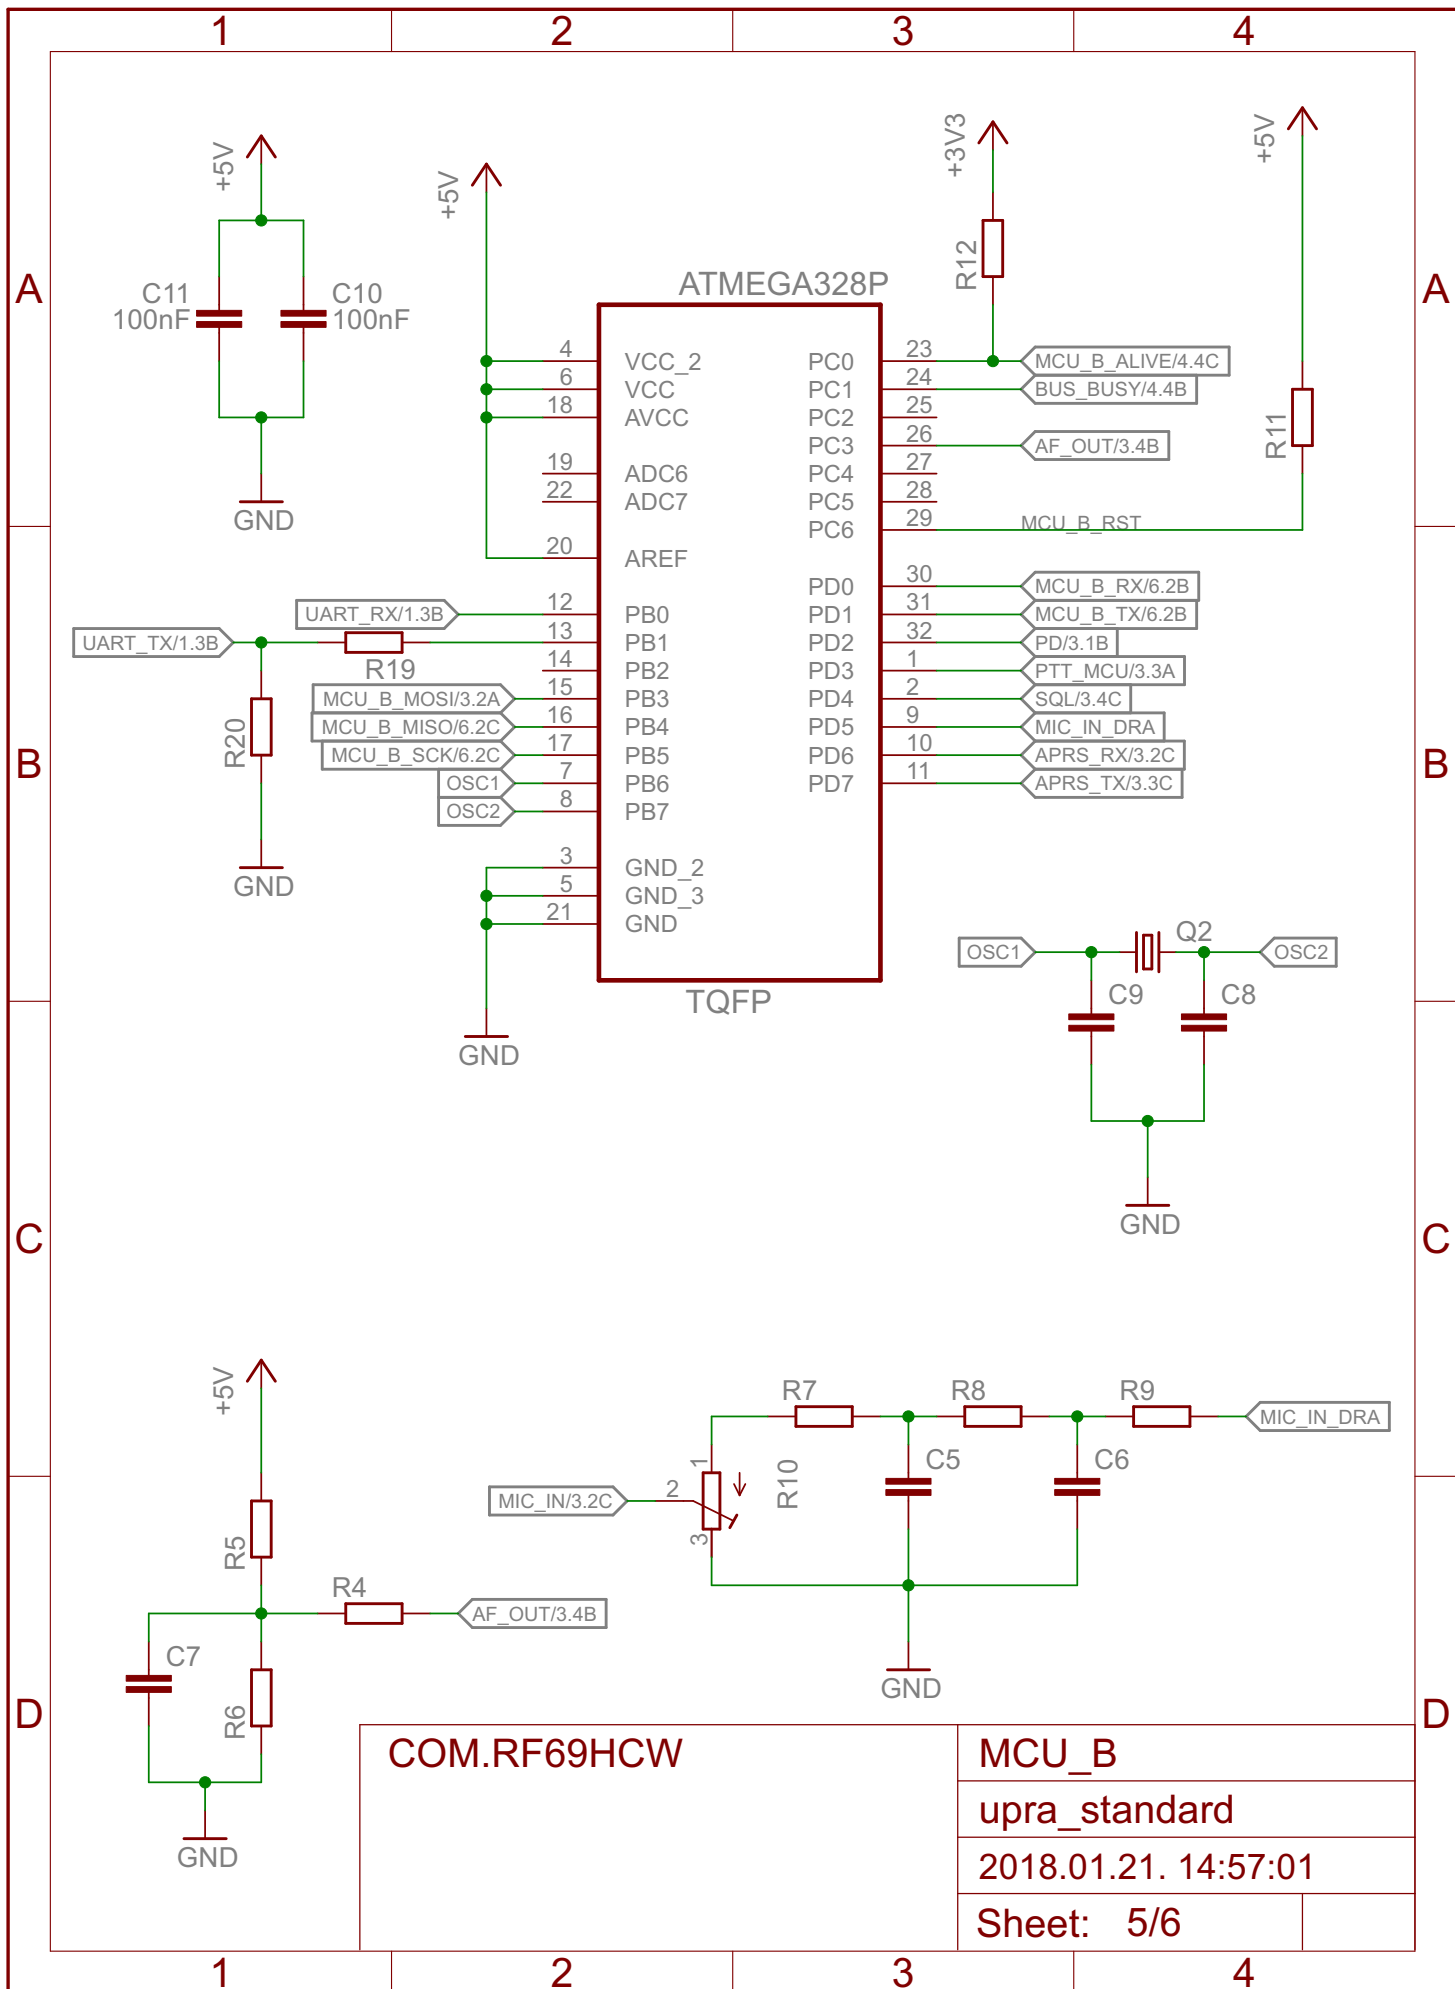 1 2 3 4
+5V
+5V
+3V3
+5V
A A
C11
100nF
C10
100nF
R12
R11
ATMEGA328P
4 VCC_2
6 VCC
18 AVCC
19 ADC6
22 ADC7
20 AREF
12 PB0
13 PB1
14 PB2
15 PB3
16 PB4
17 PB5
7 PB6
8 PB7
3 GND_2
5 GND_3
21 GND
PC0 23 MCU_B_ALIVE/4.4C
PC1 24 BUS_BUSY/4.4B
PC2 25
PC3 26 AF_OUT/3.4B
PC4 27
PC5 28
PC6 29 MCU_B_RST
PD0 30 MCU_B_RX/6.2B
PD1 31 MCU_B_TX/6.2B
PD2 32 PD/3.1B
PD3 1 PTT_MCU/3.3A
PD4 2 SQL/3.4C
PD5 9 MIC_IN_DRA
PD6 10 APRS_RX/3.2C
PD7 11 APRS_TX/3.3C
TQFP
GND
UART_RX/1.3B
UART_TX/1.3B
R19
MCU_B_MOSI/3.2A
MCU_B_MISO/6.2C
MCU_B_SCK/6.2C
OSC1
OSC2
R20
B B
GND
GND
OSC1 Q2 OSC2
C9 C8
GND
C C
+5V
R5
R4
AF_OUT/3.4B
C7
R6
GND
R7 R8 R9
MIC_IN_DRA
C5 C6
MIC_IN/3.2C
2
1
3
R10
GND
D D
COM.RF69HCW
MCU_B
upra_standard
2018.01.21. 14:57:01
Sheet: 5/6
1 2 3 4